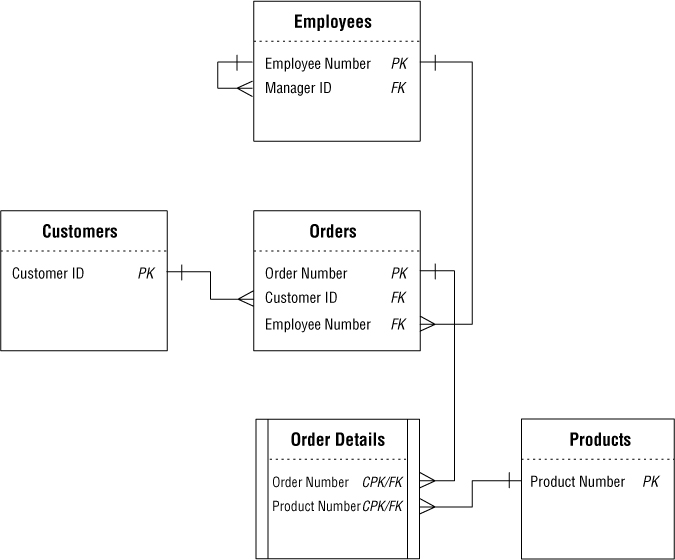 Employees
Employee Number PK
Manager ID FK
Customers
Customer ID PK
Orders
Order Number PK
Customer ID FK
Employee Number FK
Order Details
Order Number CPK/FK
Product Number CPK/FK
Products
Product Number PK